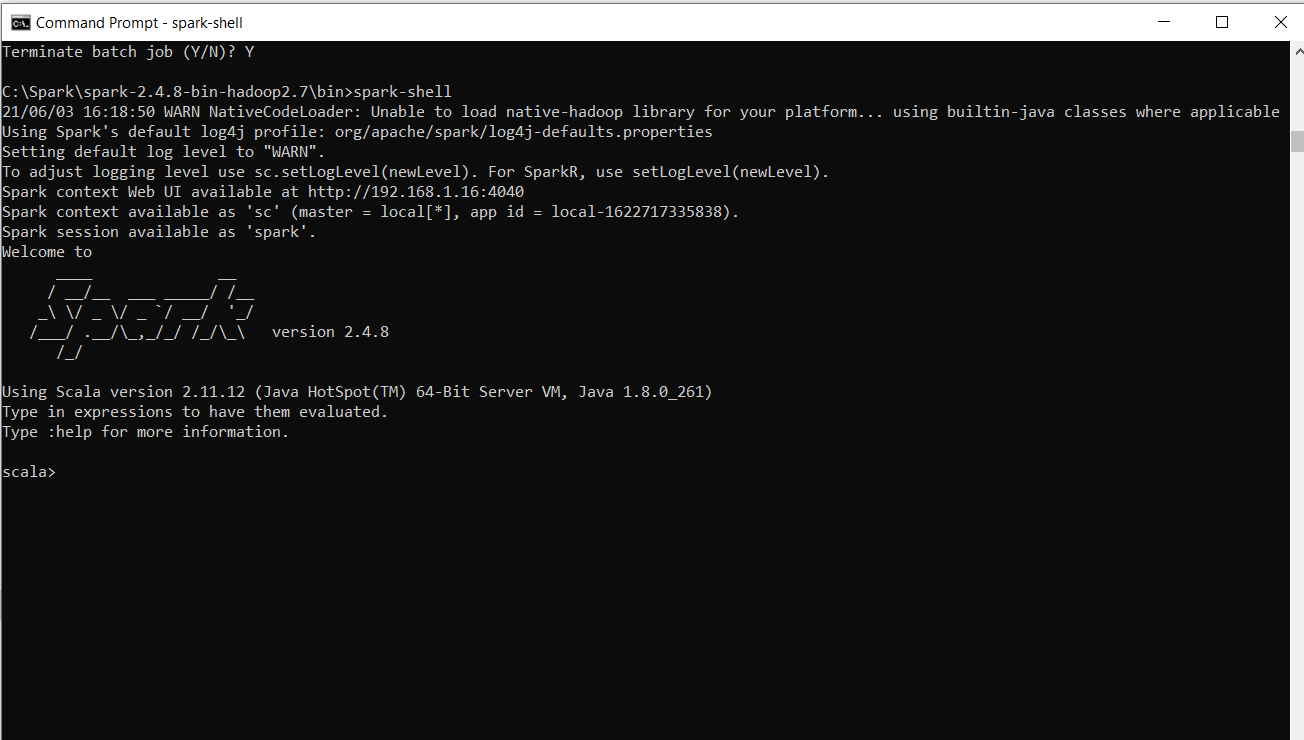 Command Prompt - spark-shell
Terminate batch job (Y/N)? Y
C:\Spark\spark-2.4.8-bin-hadoop2.7\bin>spark-shell
21/06/03 16:18:50 WARN NativeCodeLoader: Unable to load native-hadoop library for your platform... using builtin-java classes where applicable
Using Spark's default log4j profile: org/apache/spark/log4j-defaults.properties
Setting default log level to "WARN".
To adjust logging level use sc.setLogLevel(newLevel). For SparkR, use setLogLevel(newLevel).
Spark context Web UI available at http://192.168.1.16:4040
Spark context available as 'sc' (master = local[*], app id = local-1622717335838).
Spark session available as 'spark'.
Welcome to
      ____              __
     / __/__  ___ _____/ /__
    _\ \/ _ \/ _ `/ __/  '_/
   /___/ .__/\_,_/_/ /_/\_\   version 2.4.8
      /_/
Using Scala version 2.11.12 (Java HotSpot(TM) 64-Bit Server VM, Java 1.8.0_261)
Type in expressions to have them evaluated.
Type :help for more information.
scala>